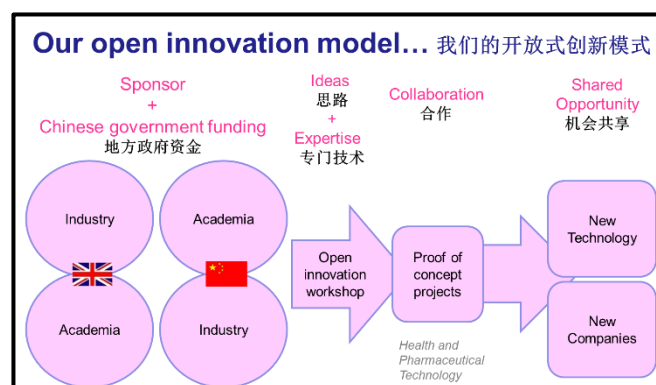 Our open innovation model… 我们的开放式创新模式
Sponsor
+
Chinese government funding
地方政府资金
Ideas
思路
+
Expertise
专门技术
Collaboration
合作
Shared
Opportunity
机会共享
Industry
Academia
Academia
Industry
Open
innovation
workshop
Proof of
concept
projects
Health and
Pharmaceutical
Technology
New
Technology
New
Companies